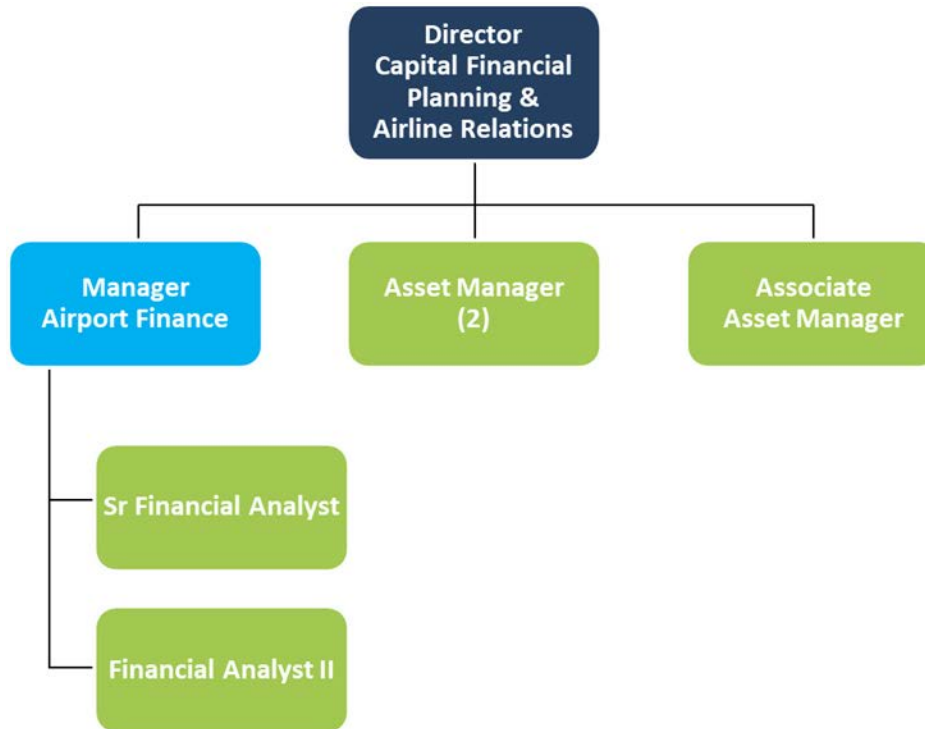 Director
Capital Financial
Planning &
Airline Relations
Manager
Airport Finance
Asset Manager
(2)
Associate
Asset Manager
Sr Financial Analyst
Financial Analyst II